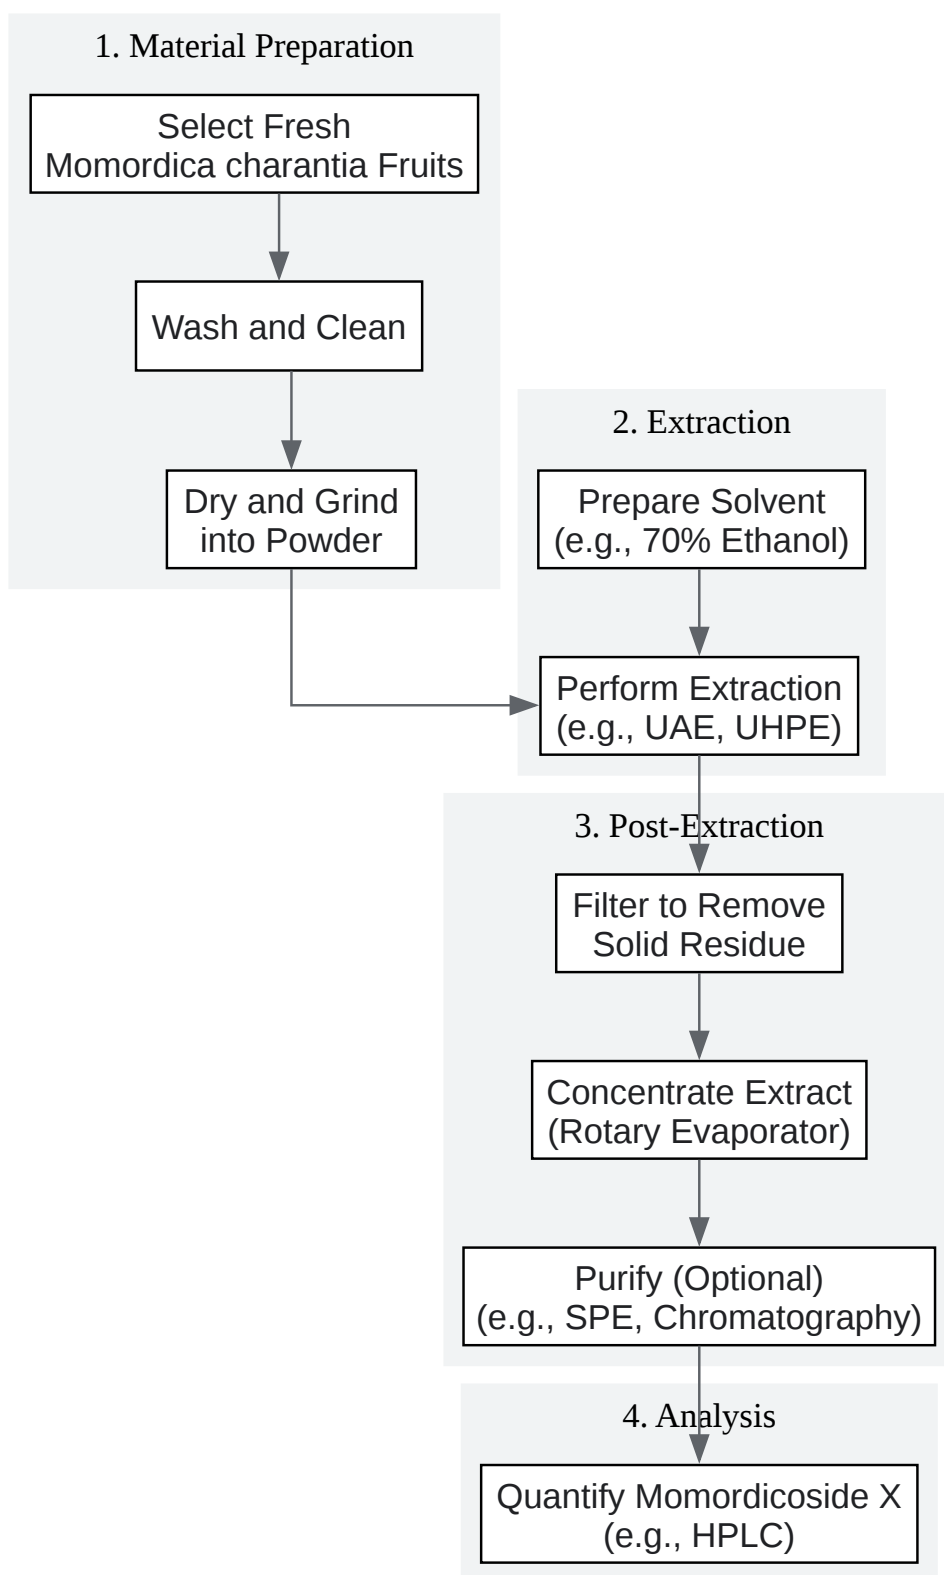 1. Material Preparation
Select Fresh
Momordica charantia Fruits
Wash and Clean
Dry and Grind
into Powder
2. Extraction
Prepare Solvent
(e.g., 70% Ethanol)
Perform Extraction
(e.g., UAE, UHPE)
3. Post-Extraction
Filter to Remove
Solid Residue
Concentrate Extract
(Rotary Evaporator)
Purify (Optional)
(e.g., SPE, Chromatography)
4. Analysis
Quantify Momordicoside X
(e.g., HPLC)